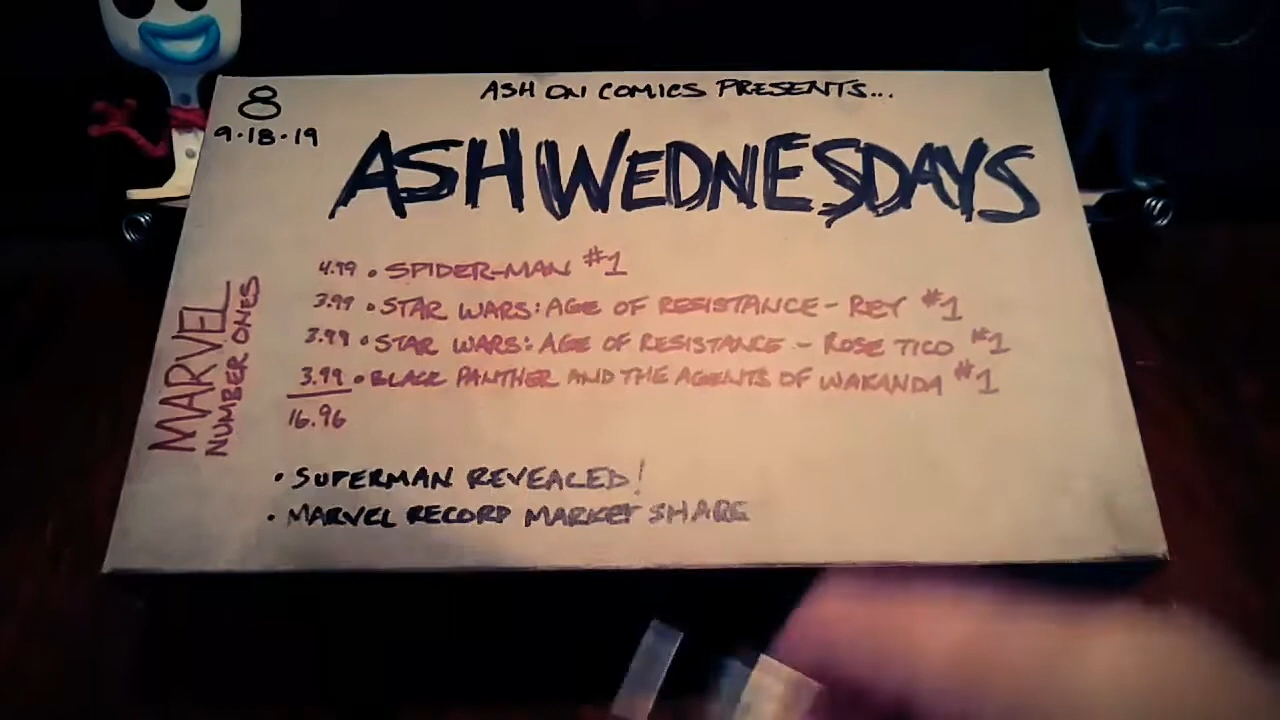 8
9·18·19
ASH ON COMICS PRESENTS...
ASH WEDNESDAYS
MARVEL
NUMBER ONES
4.99 • SPIDER-MAN #1
3.99 • STAR WARS: AGE OF RESISTANCE - REY #1
3.99 • STAR WARS: AGE OF RESISTANCE - ROSE TICO #1
3.99 • BLACK PANTHER AND THE AGENTS OF WAKANDA #1
16.96
• SUPERMAN REVEALED!
• MARVEL RECORD MARKET SHARE